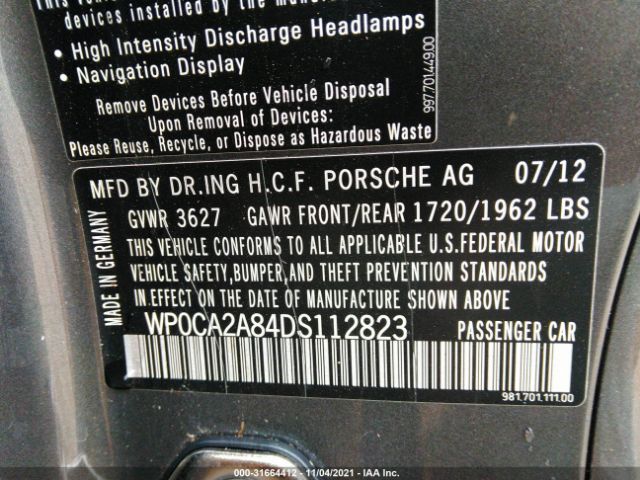 This vehicle
devices installed
• High Intensity Discharge Headlamps
• Navigation Display
Remove Devices Before Vehicle Disposal
Upon Removal of Devices:
Please Reuse, Recycle, or Dispose as Hazardous Waste
997.701.449.00
MFD BY DR.ING H.C.F. PORSCHE AG 07/12
GVWR 3627 GAWR FRONT/REAR 1720/1962 LBS
THIS VEHICLE CONFORMS TO ALL APPLICABLE U.S.FEDERAL MOTOR
VEHICLE SAFETY,BUMPER,AND THEFT PREVENTION STANDARDS
IN.EFFECT ON THE DATE OF MANUFACTURE SHOWN ABOVE
WP0CA2A84DS112823 PASSENGER CAR
MADE IN GERMANY
981.701.111.00
000-31664412 - 11/04/2021 - IAA Inc.